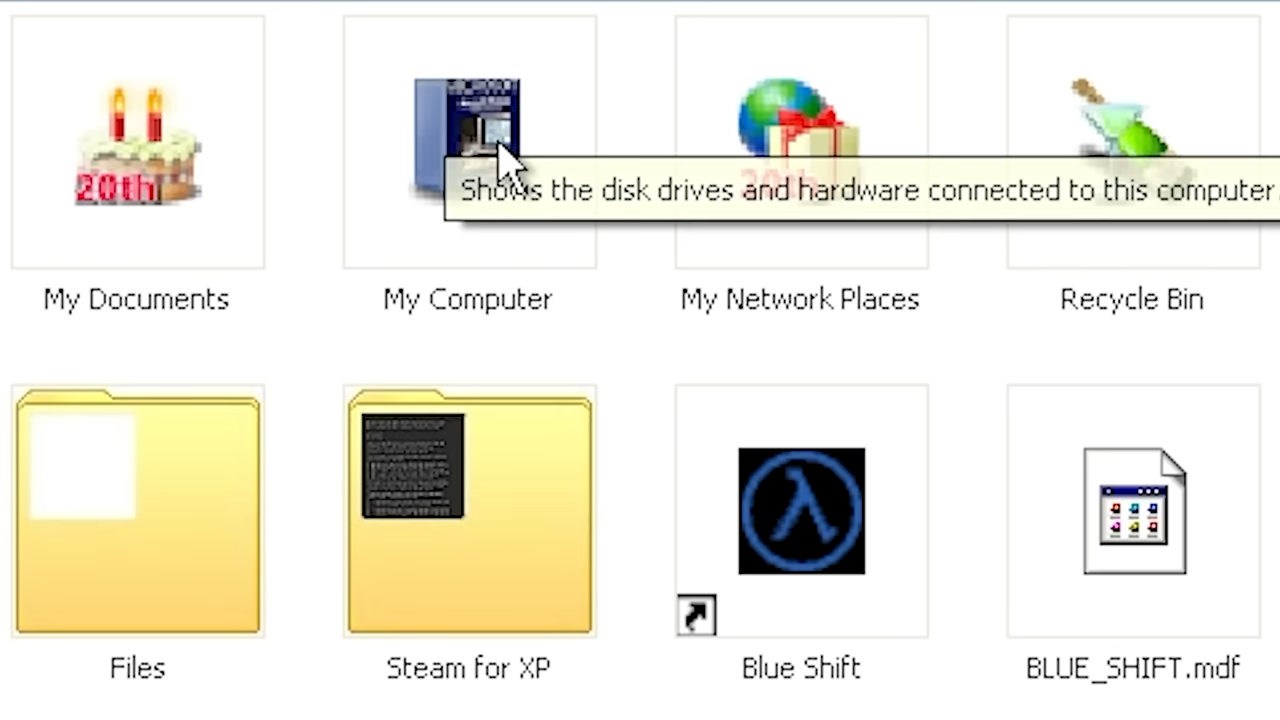 20th
Shows the disk drives and hardware connected to this computer.
My Documents
My Computer
My Network Places
Recycle Bin
Files
Steam for XP
Blue Shift
BLUE_SHIFT.mdf